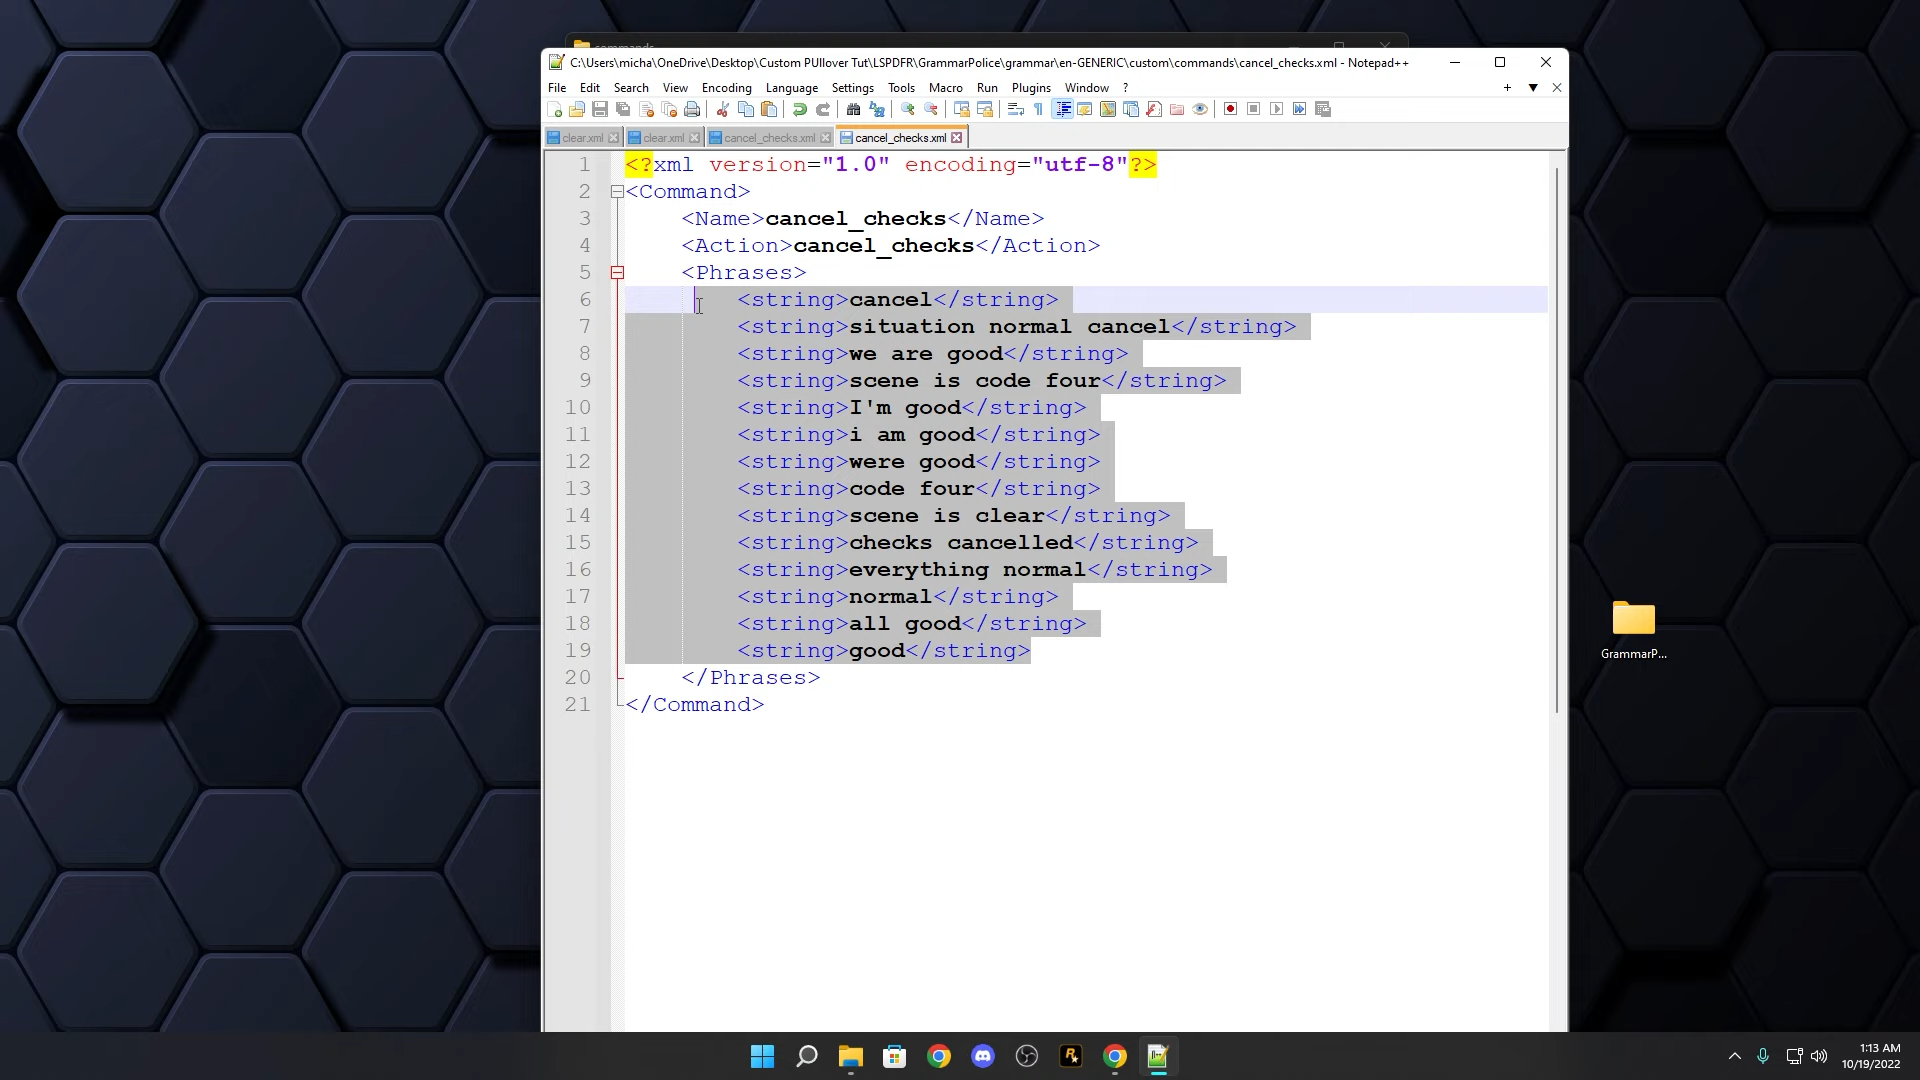 commands
C:\Users\micha\OneDrive\Desktop\Custom PUllover Tut\LSPDFR\GrammarPolice\grammar\en-GENERIC\custom\commands\cancel_checks.xml - Notepad++
File Edit Search View Encoding Language Settings Tools Macro Run Plugins Window ?
clear.xml clear.xml cancel_checks.xml cancel_checks.xml
1 <?xml version="1.0" encoding="utf-8"?>
2 <Command>
3 <Name>cancel_checks</Name>
4 <Action>cancel_checks</Action>
5 <Phrases>
6 <string>cancel</string>
7 <string>situation normal cancel</string>
8 <string>we are good</string>
9 <string>scene is code four</string>
10 <string>I'm good</string>
11 <string>i am good</string>
12 <string>were good</string>
13 <string>code four</string>
14 <string>scene is clear</string>
15 <string>checks cancelled</string>
16 <string>everything normal</string>
17 <string>normal</string>
18 <string>all good</string>
19 <string>good</string>
20 </Phrases>
21 </Command>
GrammarP...
1:13 AM
10/19/2022